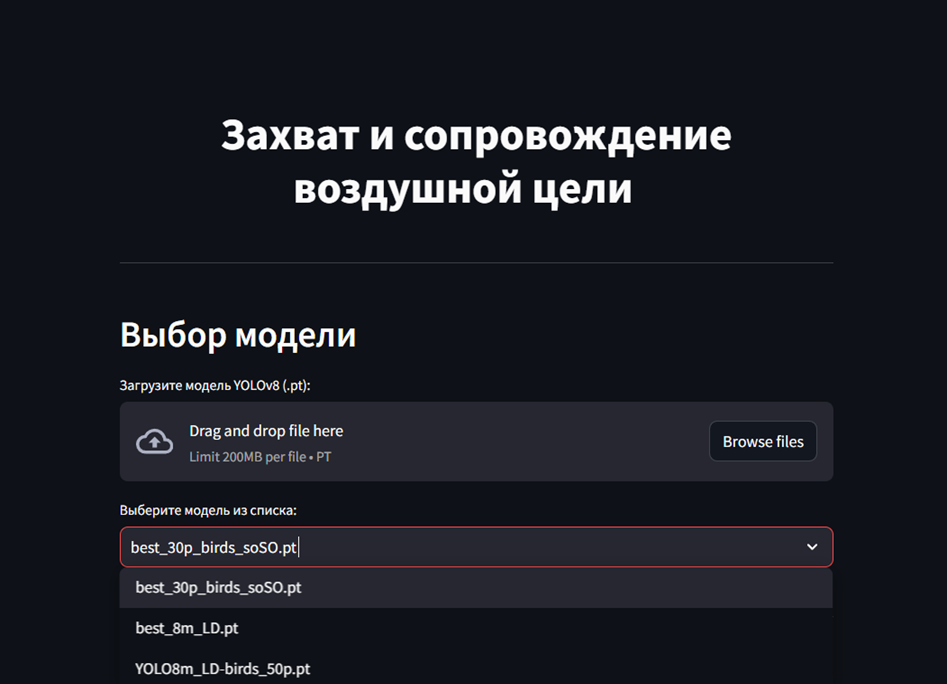 Захват и сопровождение
воздушной цели
Выбор модели
Загрузите модель YOLOv8 (.pt):
Drag and drop file here
Limit 200MB per file • PT
Browse files
Выберите модель из списка:
best_30p_birds_soSO.pt
best_30p_birds_soSO.pt
best_8m_LD.pt
YOLO8m_LD-birds_50p.pt